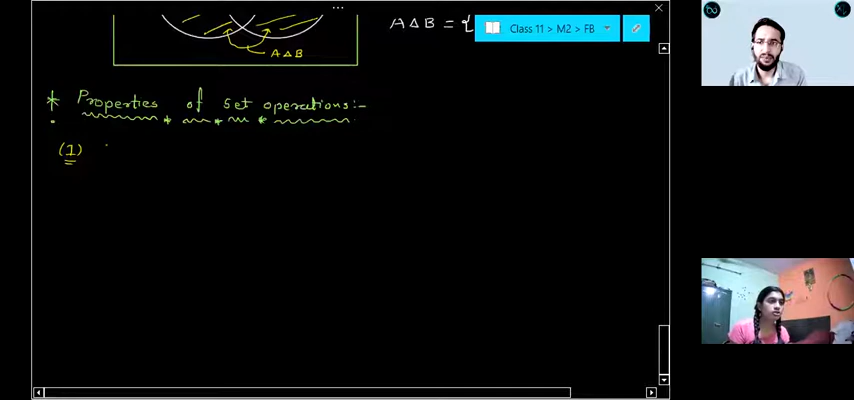 A Δ B = {
Class 11 > M2 > FB
A Δ B
* Properties of set operations:-
(1)